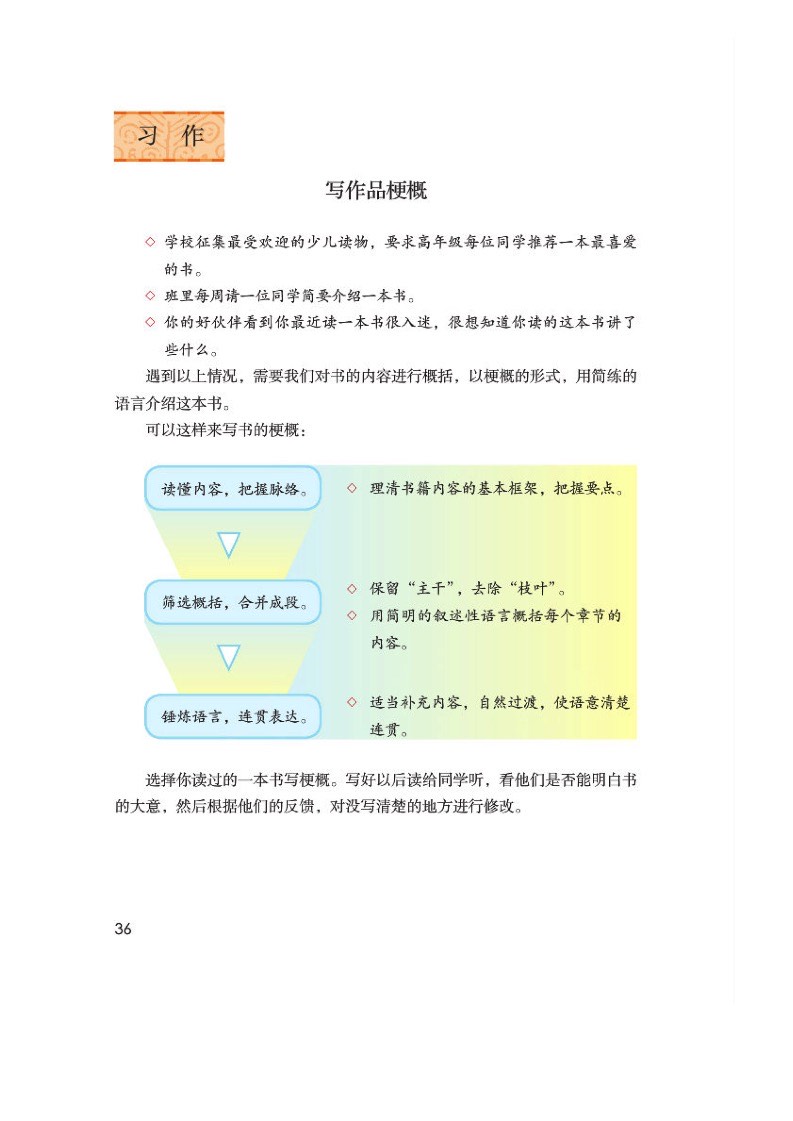 习 作
写作品梗概
◇ 学校征集最受欢迎的少儿读物，要求高年级每位同学推荐一本最喜爱
的书。
◇ 班里每周请一位同学简要介绍一本书。
◇ 你的好伙伴看到你最近读一本书很入迷，很想知道你读的这本书讲了
些什么。
遇到以上情况，需要我们对书的内容进行概括，以梗概的形式，用简练的
语言介绍这本书。
可以这样来写书的梗概：
读懂内容，把握脉络。
◇ 理清书籍内容的基本框架，把握要点。
筛选概括，合并成段。
◇ 保留“主干”，去除“枝叶”。
◇ 用简明的叙述性语言概括每个章节的
内容。
锤炼语言，连贯表达。
◇ 适当补充内容，自然过渡，使语意清楚
连贯。
选择你读过的一本书写梗概。写好以后读给同学听，看他们是否能明白书
的大意，然后根据他们的反馈，对没写清楚的地方进行修改。
36